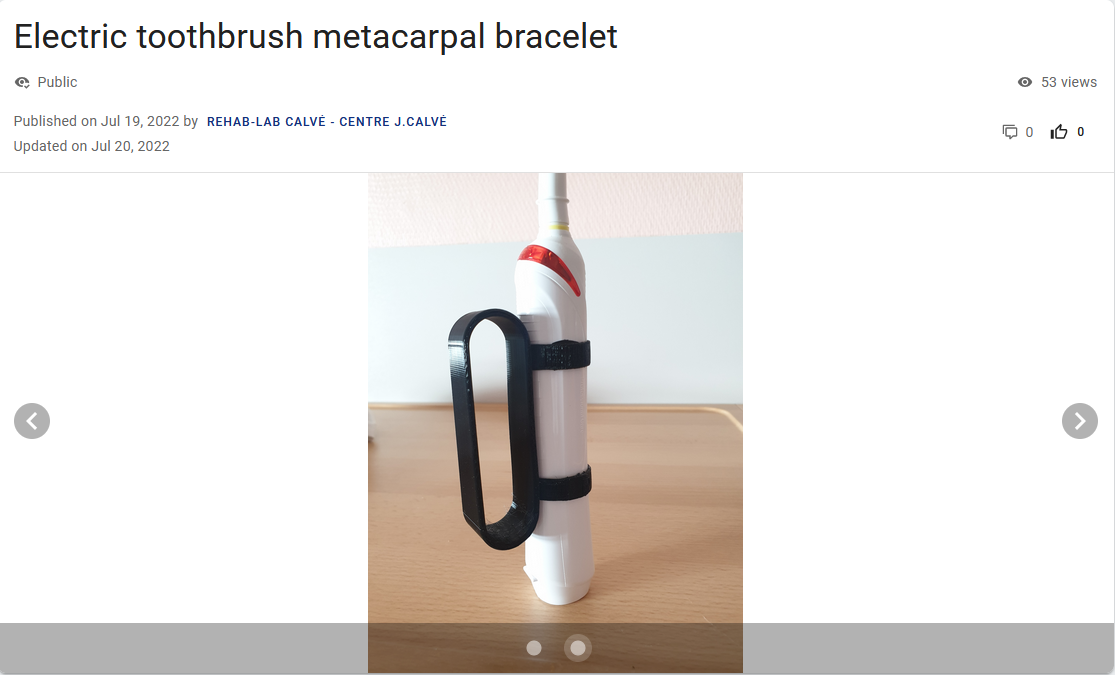 Electric toothbrush metacarpal bracelet
Public
53 views
Published on Jul 19, 2022 by REHAB-LAB CALVÉ - CENTRE J.CALVÉ
Updated on Jul 20, 2022
0
0